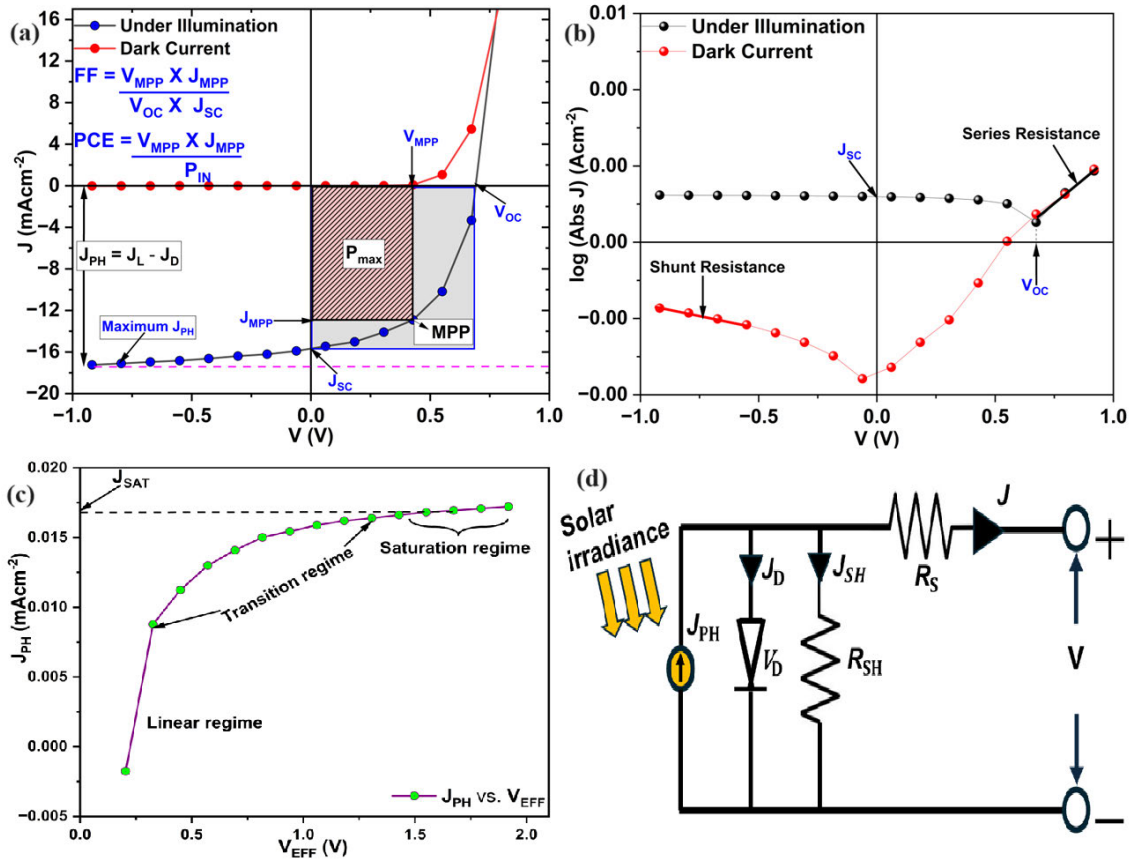 (a)
Under Illumination
Dark Current
FF = V_MPP X J_MPP
V_OC X J_SC
PCE = V_MPP X J_MPP
P_IN
V_MPP
V_OC
J_PH = J_L - J_D
P_max
J_MPP
MPP
Maximum J_PH
J_SC
16
12
8
4
0
−4
−8
−12
−16
−20
J (mAcm⁻²)
−1.0
−0.5
0.0
0.5
1.0
V (V)
(b)
Under Illumination
Dark Current
Series Resistance
J_SC
Shunt Resistance
V_OC
0.01
0.00
0.00
0.00
−0.00
−0.00
log (Abs J) (Acm⁻²)
−1.0
−0.5
0.0
0.5
1.0
V (V)
(c)
J_SAT
Saturation regime
Transition regime
Linear regime
J_PH vs. V_EFF
0.020
0.015
0.010
0.005
0.000
−0.005
J_PH (mAcm⁻²)
0.0
0.5
1.0
1.5
2.0
V_EFF (V)
(d)
Solar
irradiance
J
J_D
J_SH
R_S
J_PH
V_D
R_SH
V
+
−